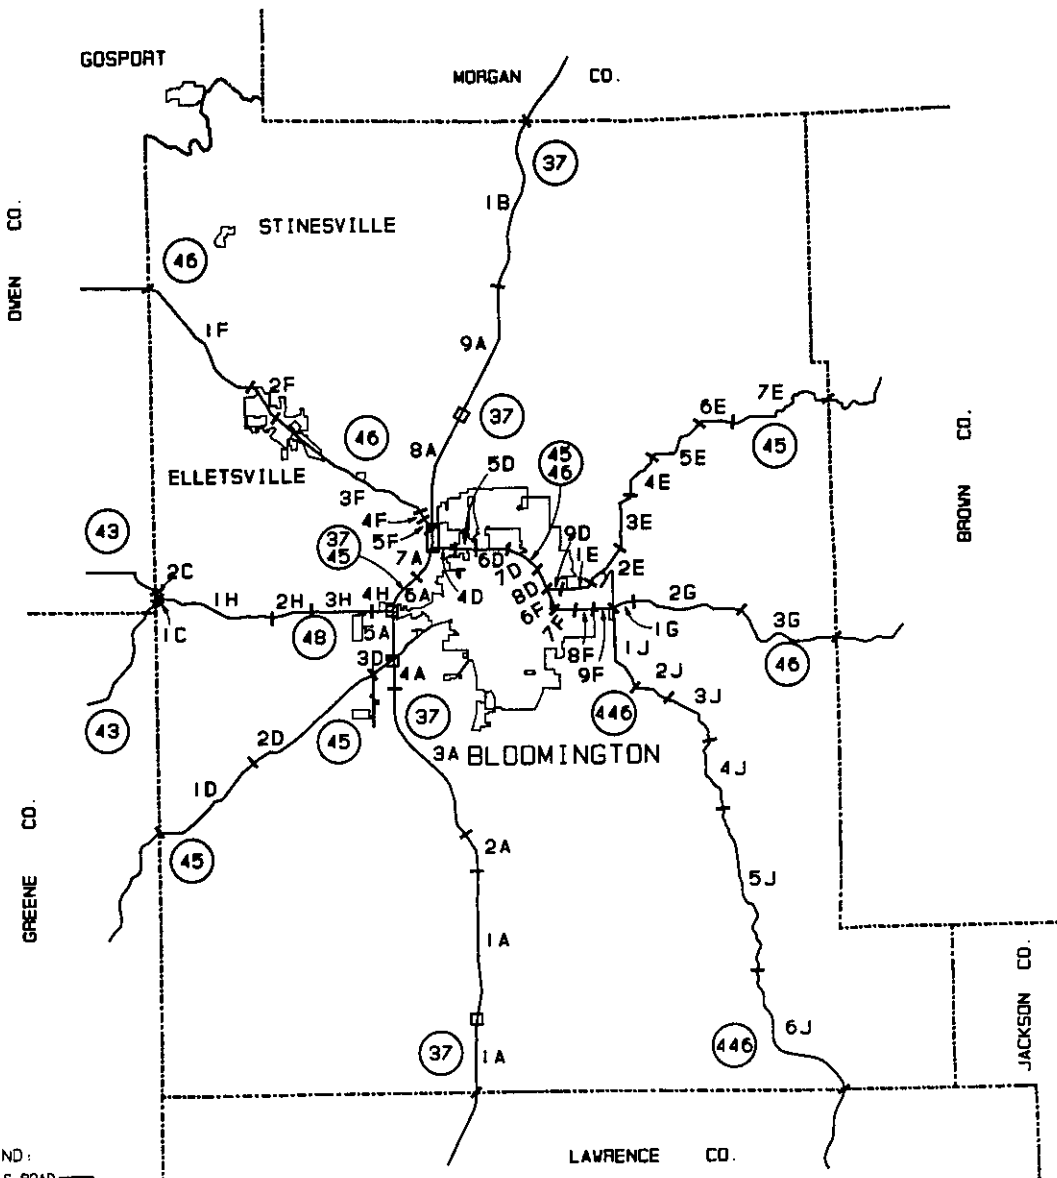 GOSPORT
MORGAN CO.
37
1B
OWEN CO.
STINESVILLE
46
1F
9A
2F
7E
6E
37
46
45
BROWN CO.
8A
5D
45
46
5E
ELLETSVILLE
4E
3F
4F
3E
43
5F
37
45
9D
6D
1E
7A
7D
2E
2C
6A
4D
8D
1H
2H
3H
4H
6F
2G
1C
48
5A
7F
1G
3G
1J
8F
3D
9F
46
4A
2J
43
37
446
3J
2D
45
3A
BLOOMINGTON
4J
1D
GREENE CO.
45
2A
5J
1A
JACKSON CO.
6J
37
446
1A
LAWRENCE CO.
ND:
ROAD